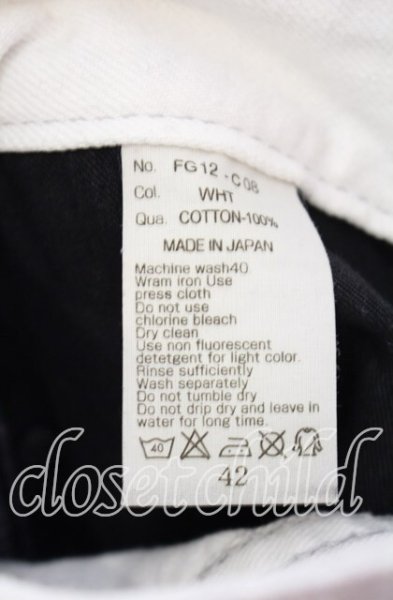 No. FG12-C08
Col. WHT
Qua. COTTON-100%
MADE IN JAPAN
Machine wash40.
Wram iron Use
press cloth
Do not use
chlorine bleach
Dry clean
Use non fluorescent
detetgent for light color.
Rinse sufficiently
Wash separately
Do not tumble dry
Do not drip dry and leave in
water for long time.
40
42
closetchild